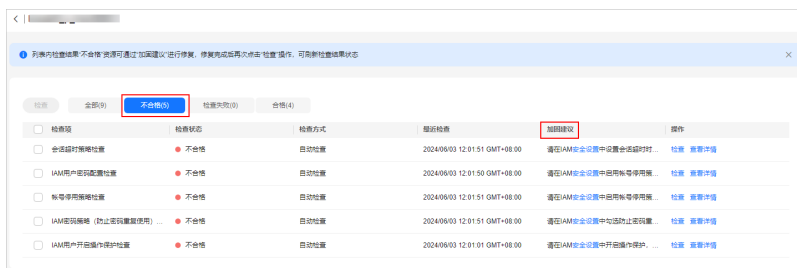 列表内检查结果“不合格”资源可通过“加固建议”进行修复，修复完成后再次点击“检查”操作，可刷新检查结果状态
检查 全部(9) 不合格(5) 检查失败(0) 合格(4)
检查项 检查状态 检查方式 最近检查 加固建议 操作
会话超时策略检查 不合格 自动检查 2024/06/03 12:01:51 GMT+08:00 请在IAM安全设置中设置会话超时时... 检查 查看详情
IAM用户密码配置检查 不合格 自动检查 2024/06/03 12:01:50 GMT+08:00 请在IAM安全设置中启用帐号停用策... 检查 查看详情
帐号停用策略检查 不合格 自动检查 2024/06/03 12:01:51 GMT+08:00 请在IAM安全设置中启用帐号停用策... 检查 查看详情
IAM密码策略（防止密码重复使用）... 不合格 自动检查 2024/06/03 12:01:51 GMT+08:00 请在IAM安全设置中勾选防止密码重... 检查 查看详情
IAM用户开启操作保护检查 不合格 自动检查 2024/06/03 12:01:01 GMT+08:00 请在IAM安全设置中开启操作保护，... 检查 查看详情